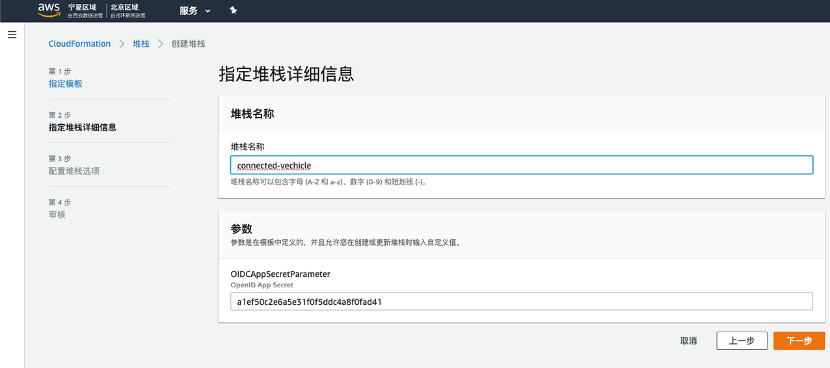 aws 宁夏区域 北京区域 服务
由西云数据运营 由光环新网运营
CloudFormation 堆栈 创建堆栈
第 1 步
指定模板
第 2 步
指定堆栈详细信息
第 3 步
配置堆栈选项
第 4 步
审核
指定堆栈详细信息
堆栈名称
堆栈名称
connected-vechicle
堆栈名称可以包含字母 (A-Z 和 a-z)、数字 (0-9) 和短划线 (-)。
参数
参数是在模板中定义的，并且允许您在创建或更新堆栈时输入自定义值。
OIDCAppSecretParameter
OpenID App Secret
a1ef50c2e6a5e31f0f5ddc4a8f0fad41
取消 上一步 下一步